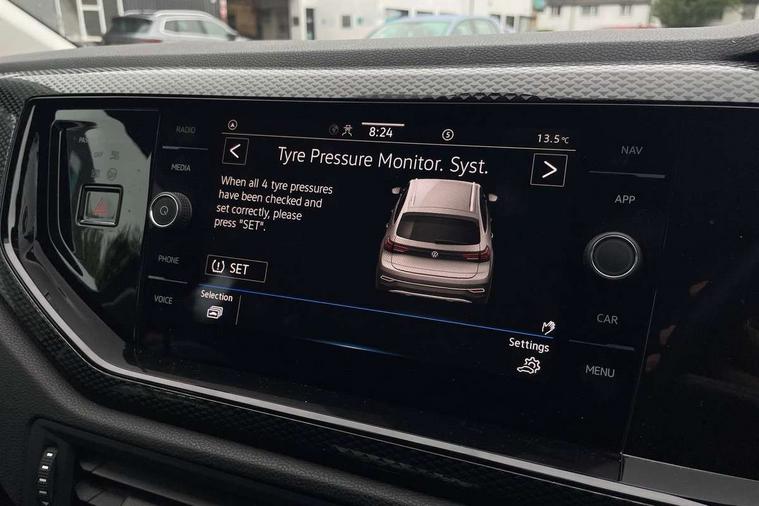 RADIO
MEDIA
PHONE
VOICE
8:24
13.5°C
Tyre Pressure Monitor. Syst.
When all 4 tyre pressures
have been checked and
set correctly, please
press "SET".
SET
Selection
Settings
NAV
APP
CAR
MENU